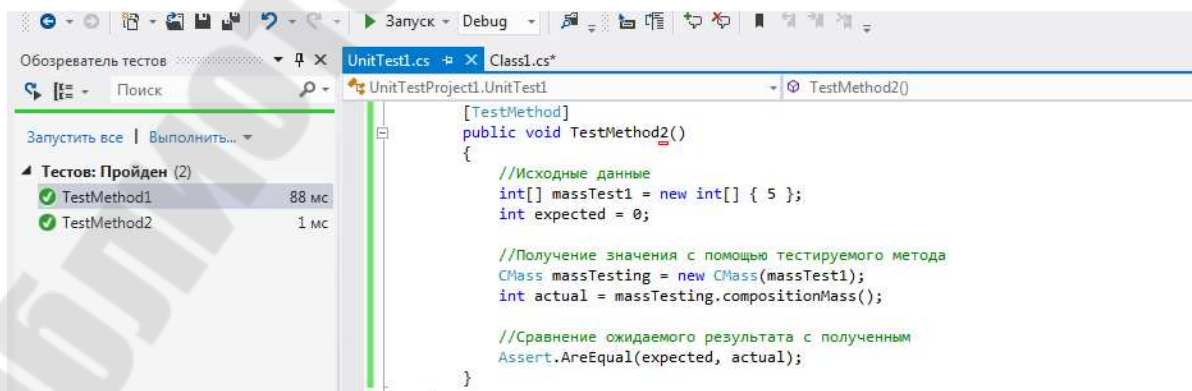 Запуск Debug
Обозреватель тестов
UnitTest1.cs Class1.cs*
Поиск
UnitTestProject1.UnitTest1 TestMethod2()
Запустить все | Выполнить...
Тестов: Пройден (2)
TestMethod1 88 мс
TestMethod2 1 мс
[TestMethod]
public void TestMethod2()
{
//Исходные данные
int[] massTest1 = new int[] { 5 };
int expected = 0;
//Получение значения с помощью тестируемого метода
CMass massTesting = new CMass(massTest1);
int actual = massTesting.compositionMass();
//Сравнение ожидаемого результата с полученным
Assert.AreEqual(expected, actual);
}